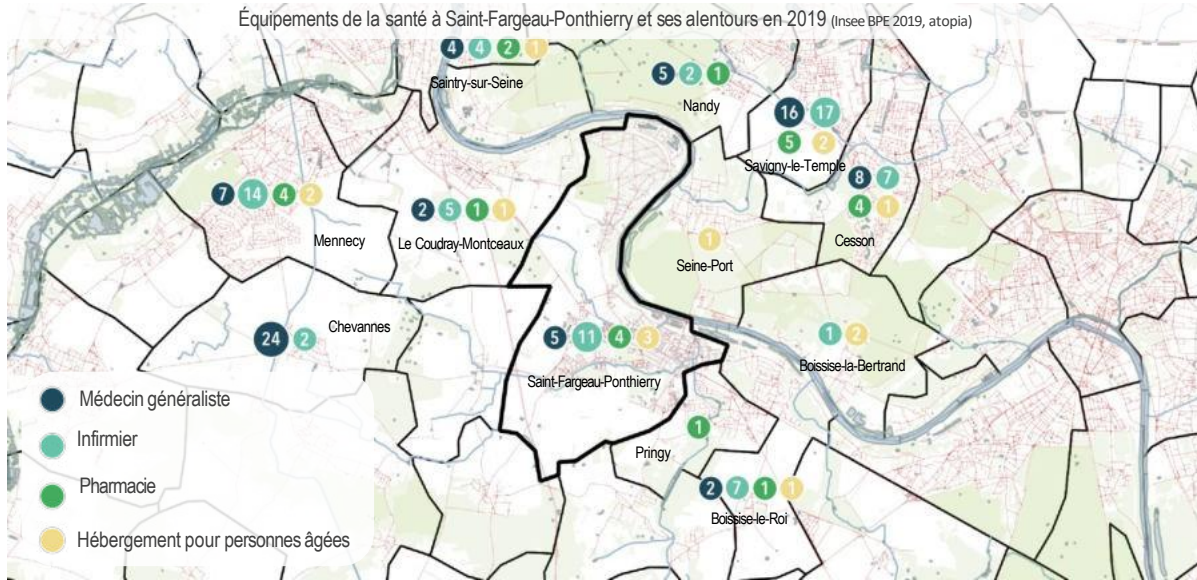 Équipements de la santé à Saint-Fargeau-Ponthierry et ses alentours en 2019 (Insee BPE 2019, atopia)
4 4 2 1
Saintry-sur-Seine
5 2 1
Nandy
16 17
5 2
Savigny-le-Temple
8 7
4 1
Cesson
7 14 4 2
Mennecy
2 5 1 1
Le Coudray-Montceaux
1
Seine-Port
24 2
Chevannes
5 11 4 3
Saint-Fargeau-Ponthierry
1 2
Boissise-la-Bertrand
1
Pringy
2 7 1 1
Boissise-le-Roi
Médecin généraliste
Infirmier
Pharmacie
Hébergement pour personnes âgées